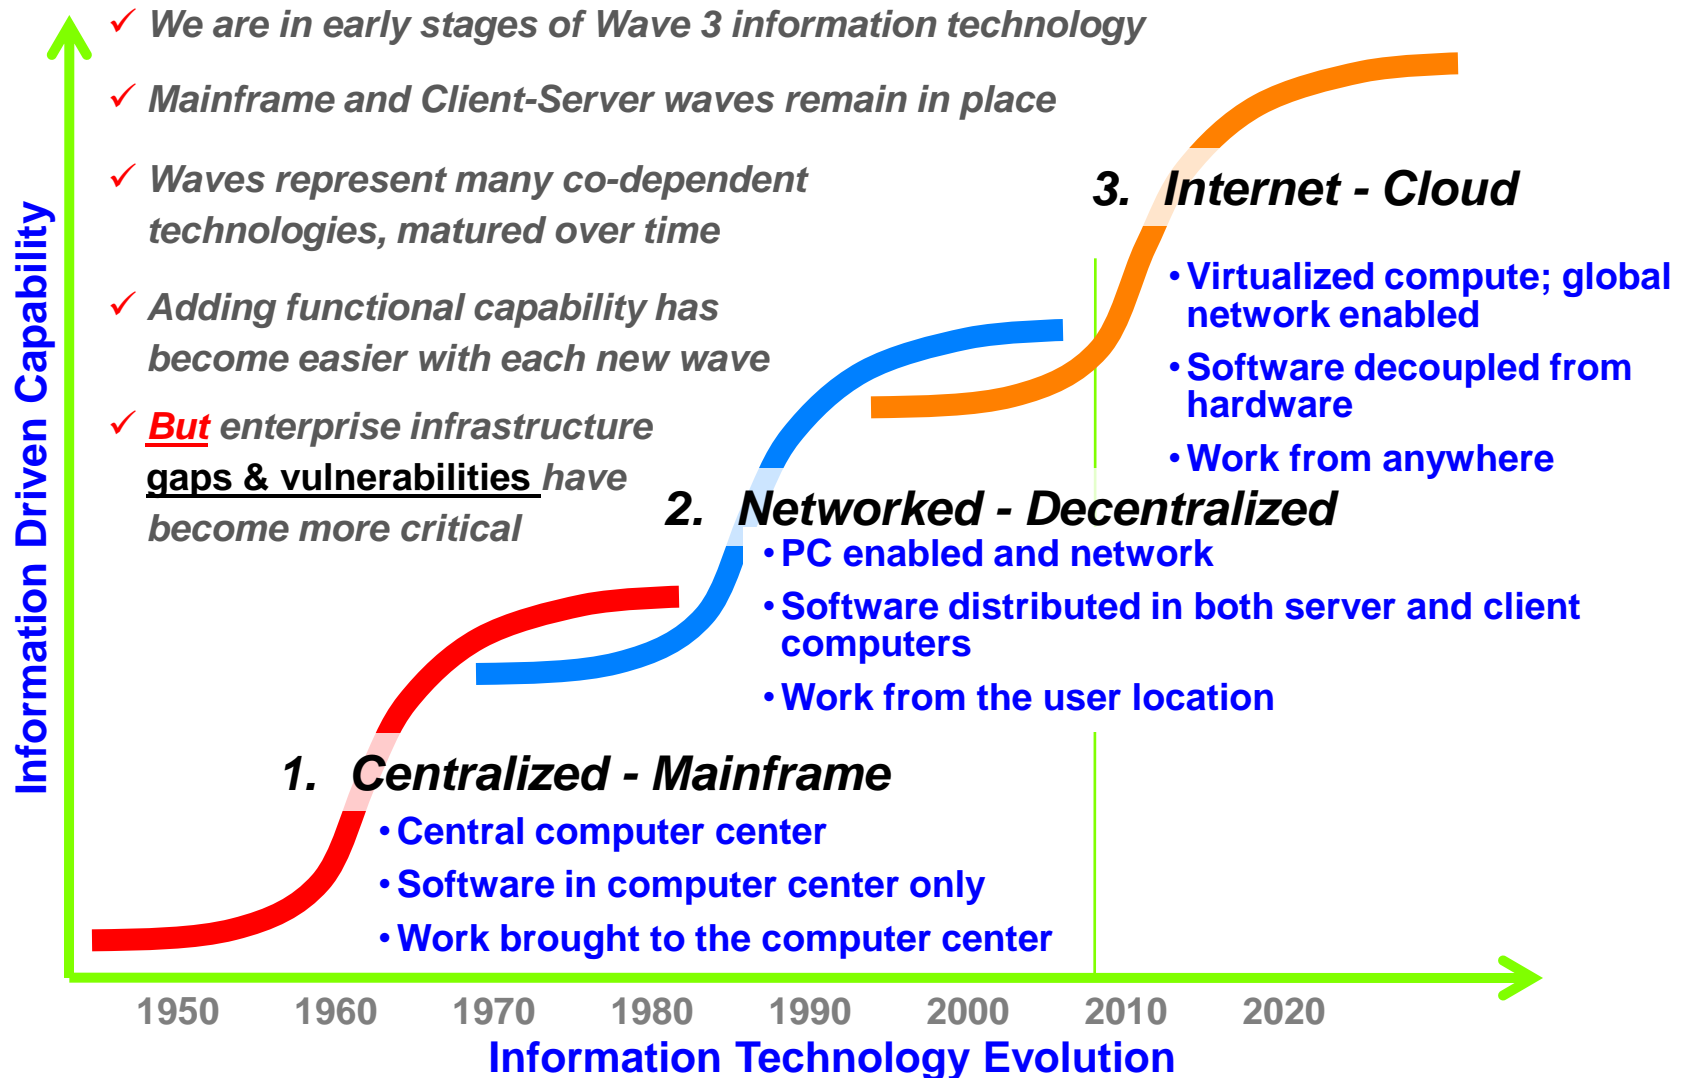 ✓ We are in early stages of Wave 3 information technology
✓ Mainframe and Client-Server waves remain in place
✓ Waves represent many co-dependent
technologies, matured over time
✓ Adding functional capability has
become easier with each new wave
✓ But enterprise infrastructure
gaps & vulnerabilities have
become more critical
3. Internet - Cloud
• Virtualized compute; global
network enabled
• Software decoupled from
hardware
• Work from anywhere
2. Networked - Decentralized
• PC enabled and network
• Software distributed in both server and client
computers
• Work from the user location
1. Centralized - Mainframe
• Central computer center
• Software in computer center only
• Work brought to the computer center
Information Driven Capability
1950 1960 1970 1980 1990 2000 2010 2020
Information Technology Evolution